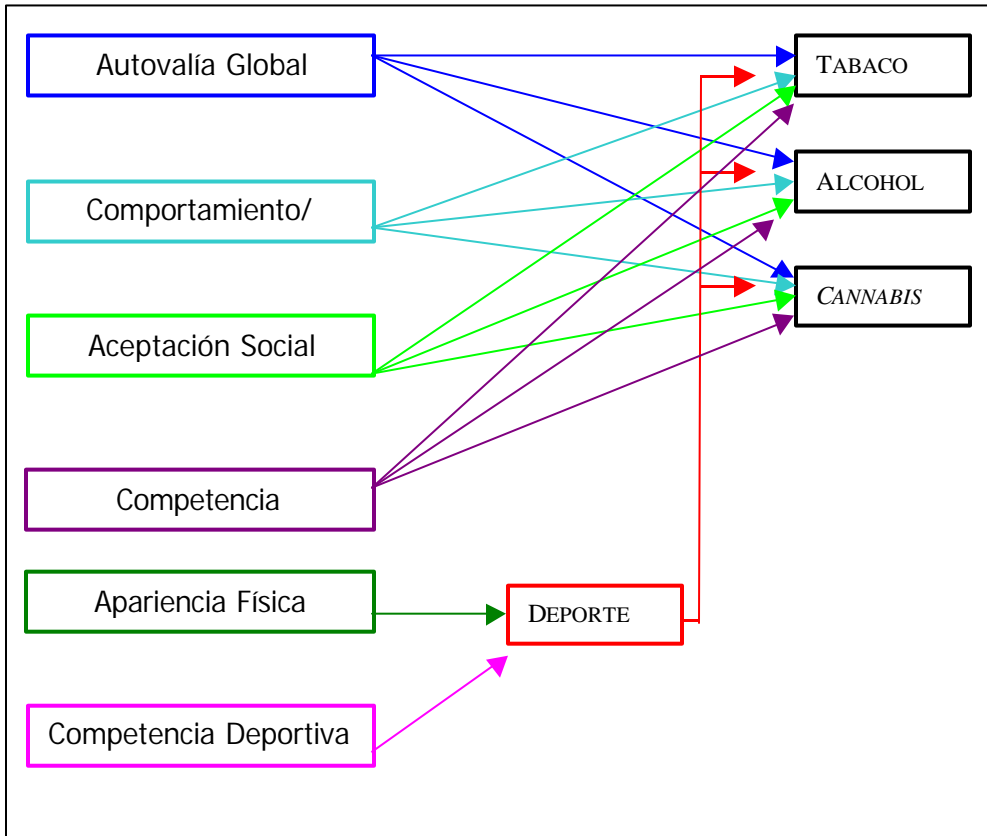 Autovalía Global
Comportamiento/
Aceptación Social
Competencia
Apariencia Física
Competencia Deportiva
DEPORTE
TABACO
ALCOHOL
CANNABIS